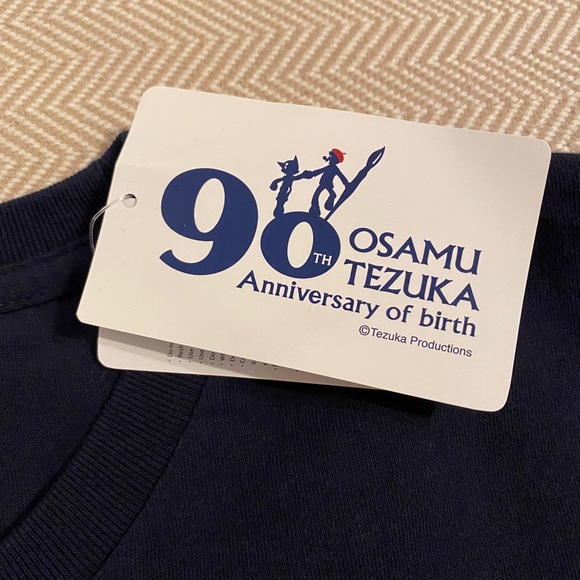 90TH
OSAMU
TEZUKA
Anniversary of birth
©Tezuka Productions